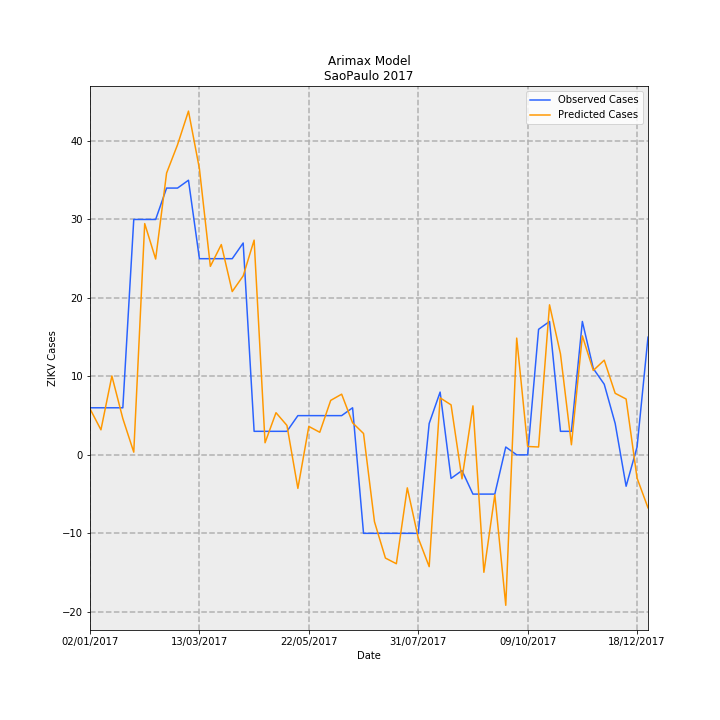 Arimax Model
SaoPaulo 2017
Observed Cases
Predicted Cases
ZIKV Cases
40
30
20
10
0
−10
−20
02/01/2017
13/03/2017
22/05/2017
31/07/2017
09/10/2017
18/12/2017
Date